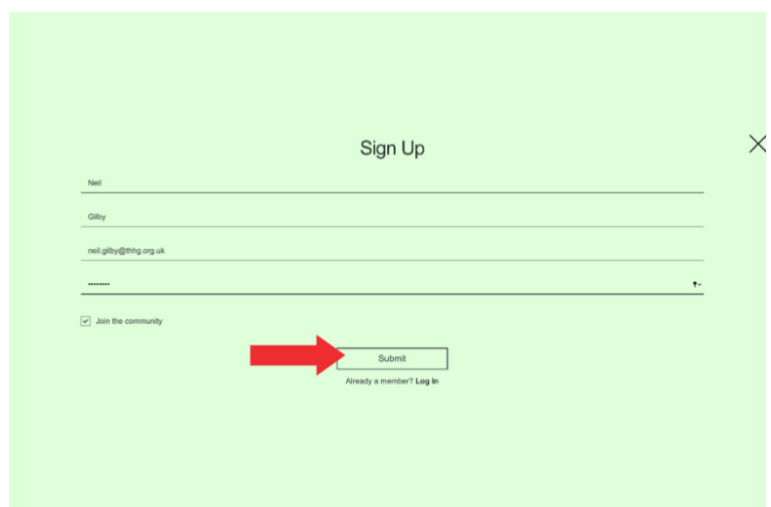 Sign Up
Neil
Gilby
neil.gilby@thhg.org.uk
••••••••
Join the community
Submit
Already a member? Log In